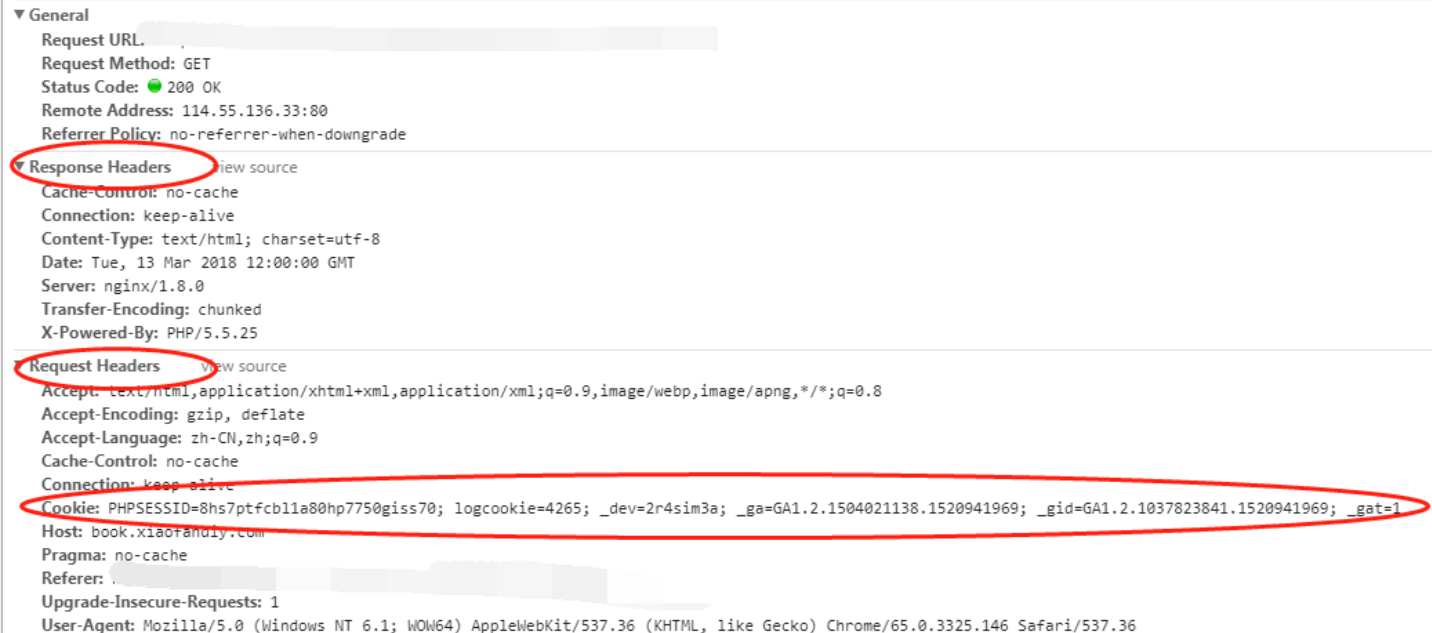 ▼ General
Request URL:
Request Method: GET
Status Code: 200 OK
Remote Address: 114.55.136.33:80
Referrer Policy: no-referrer-when-downgrade
▼ Response Headers view source
Cache-Control: no-cache
Connection: keep-alive
Content-Type: text/html; charset=utf-8
Date: Tue, 13 Mar 2018 12:00:00 GMT
Server: nginx/1.8.0
Transfer-Encoding: chunked
X-Powered-By: PHP/5.5.25
▼ Request Headers view source
Accept: text/html,application/xhtml+xml,application/xml;q=0.9,image/webp,image/apng,*/*;q=0.8
Accept-Encoding: gzip, deflate
Accept-Language: zh-CN,zh;q=0.9
Cache-Control: no-cache
Connection: keep-alive
Cookie: PHPSESSID=8hs7ptfcbl1a80hp7750giss70; logcookie=4265; _dev=2r4sim3a; _ga=GA1.2.1504021138.1520941969; _gid=GA1.2.1037823841.1520941969; _gat=1
Host: book.xiaofandiy.com
Pragma: no-cache
Referer:
Upgrade-Insecure-Requests: 1
User-Agent: Mozilla/5.0 (Windows NT 6.1; WOW64) AppleWebKit/537.36 (KHTML, like Gecko) Chrome/65.0.3325.146 Safari/537.36